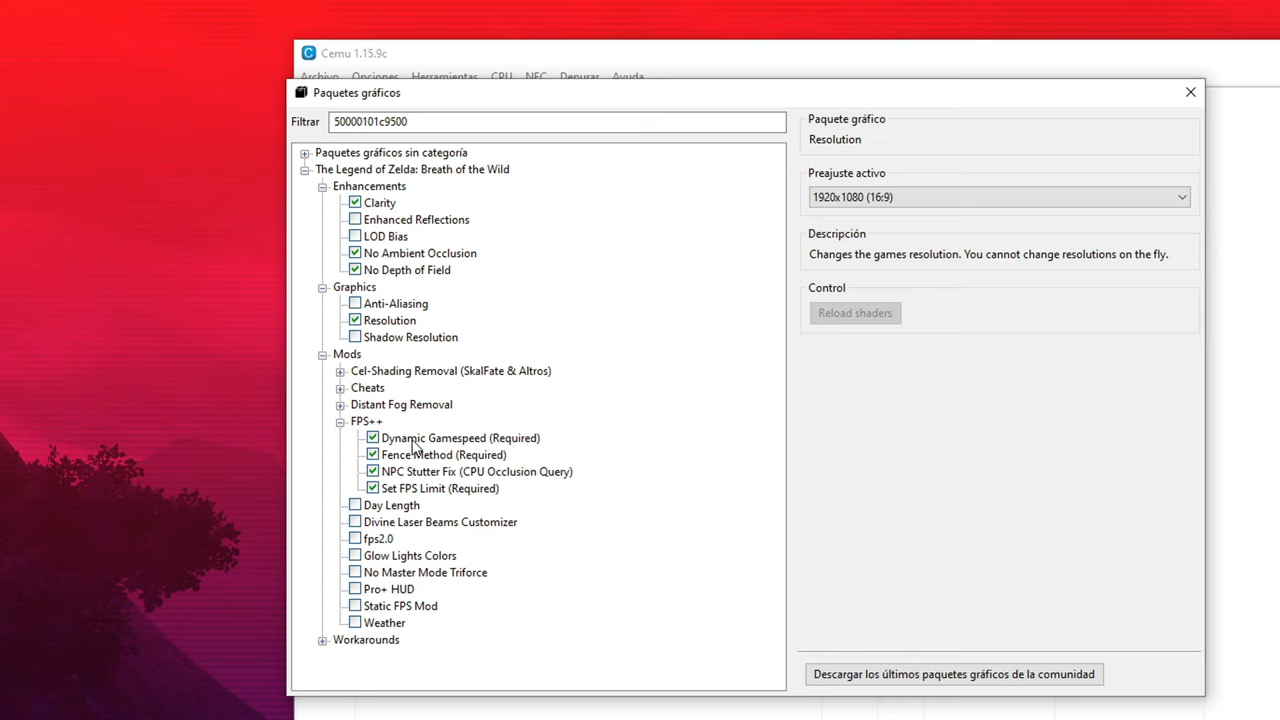 Cemu 1.15.9c
Archivo Opciones Herramientas CPU NFC Depurar Ayuda
Paquetes gráficos
Filtrar 50000101c9500
Paquetes gráficos sin categoría
The Legend of Zelda: Breath of the Wild
Enhancements
Clarity
Enhanced Reflections
LOD Bias
No Ambient Occlusion
No Depth of Field
Graphics
Anti-Aliasing
Resolution
Shadow Resolution
Mods
Cel-Shading Removal (SkalFate & Altros)
Cheats
Distant Fog Removal
FPS++
Dynamic Gamespeed (Required)
Fence Method (Required)
NPC Stutter Fix (CPU Occlusion Query)
Set FPS Limit (Required)
Day Length
Divine Laser Beams Customizer
fps2.0
Glow Lights Colors
No Master Mode Triforce
Pro+ HUD
Static FPS Mod
Weather
Workarounds
Paquete gráfico
Resolution
Preajuste activo
1920x1080 (16:9)
Descripción
Changes the games resolution. You cannot change resolutions on the fly.
Control
Reload shaders
Descargar los últimos paquetes gráficos de la comunidad